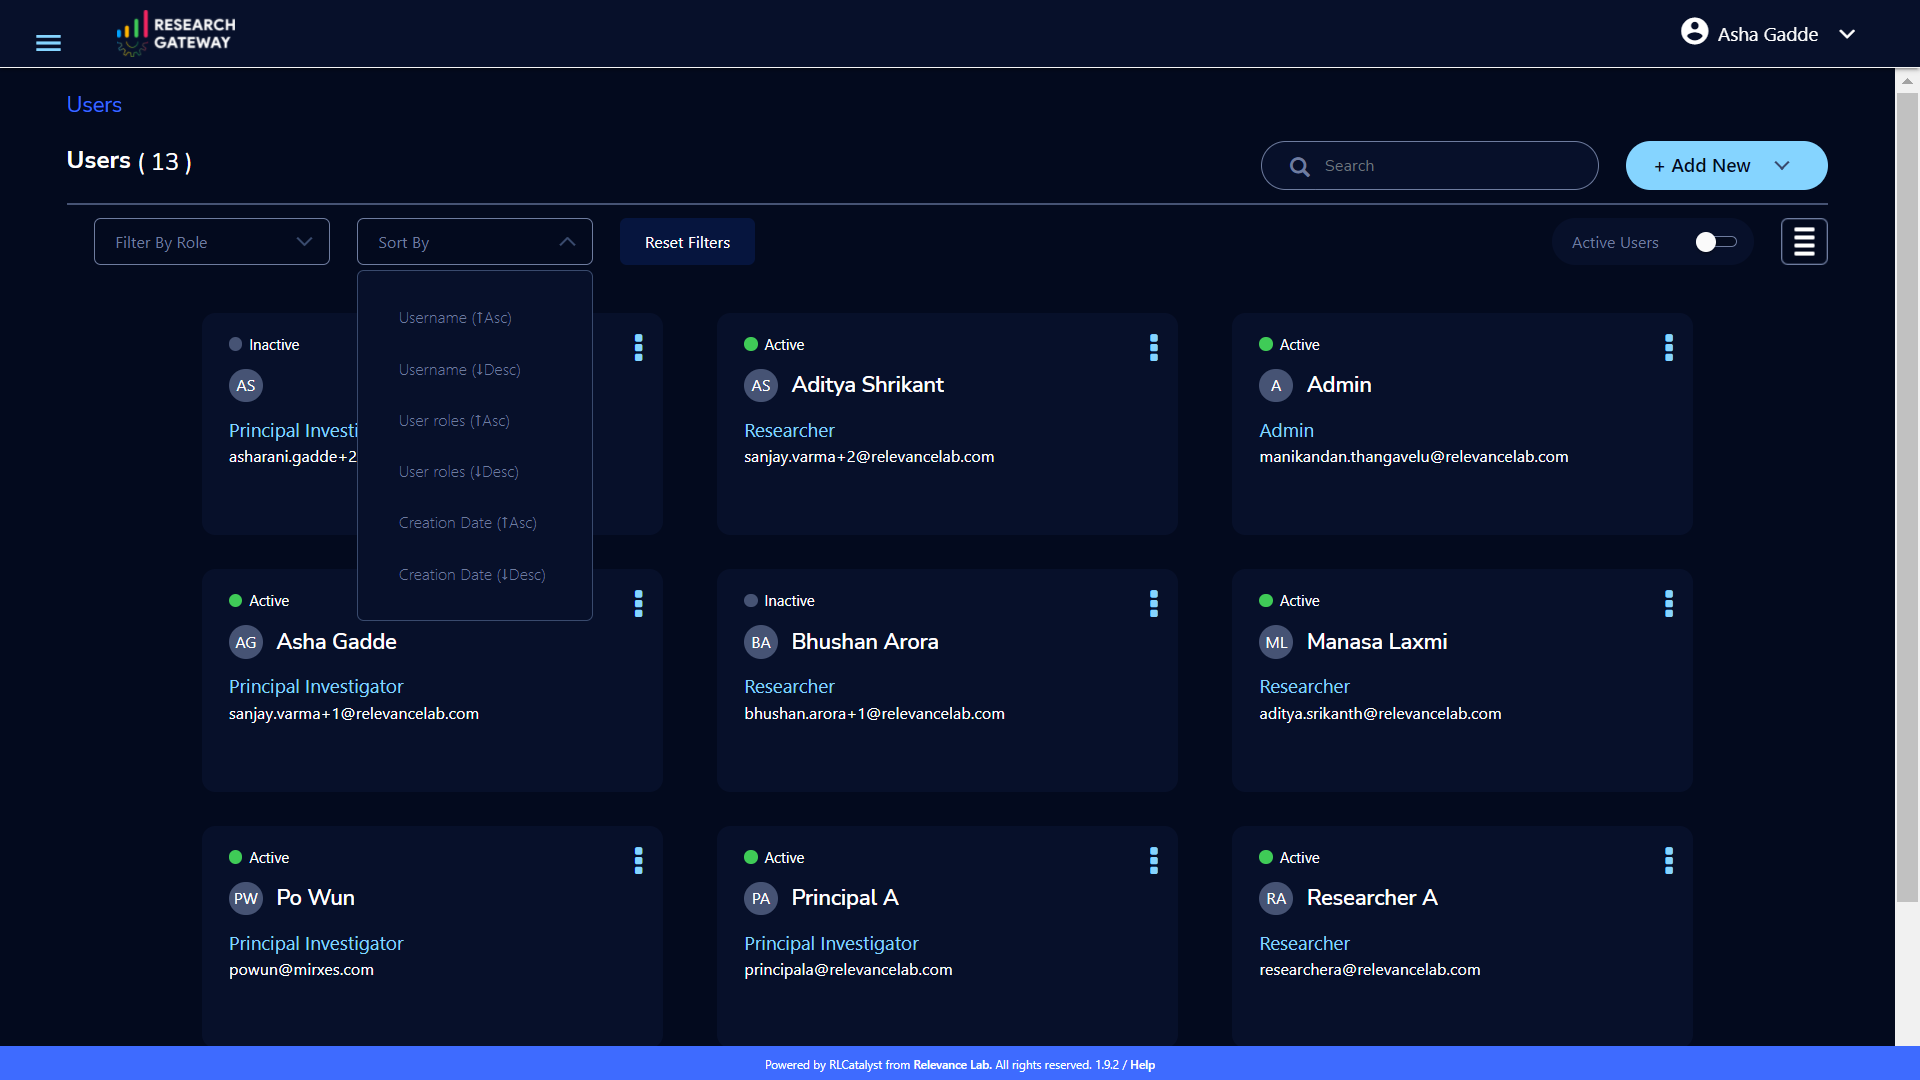 RESEARCH
GATEWAY
Asha Gadde
Users
Users ( 13 )
Search
+ Add New
Filter By Role
Sort By
Reset Filters
Active Users
Username (↑Asc)
Username (↓Desc)
User roles (↑Asc)
User roles (↓Desc)
Creation Date (↑Asc)
Creation Date (↓Desc)
Inactive
AS
Principal Investi
asharani.gadde+2
Active
AS Aditya Shrikant
Researcher
sanjay.varma+2@relevancelab.com
Active
A Admin
Admin
manikandan.thangavelu@relevancelab.com
Active
AG Asha Gadde
Principal Investigator
sanjay.varma+1@relevancelab.com
Inactive
BA Bhushan Arora
Researcher
bhushan.arora+1@relevancelab.com
Active
ML Manasa Laxmi
Researcher
aditya.srikanth@relevancelab.com
Active
PW Po Wun
Principal Investigator
powun@mirxes.com
Active
PA Principal A
Principal Investigator
principala@relevancelab.com
Active
RA Researcher A
Researcher
researchera@relevancelab.com
Powered by RLCatalyst from Relevance Lab. All rights reserved. 1.9.2 / Help